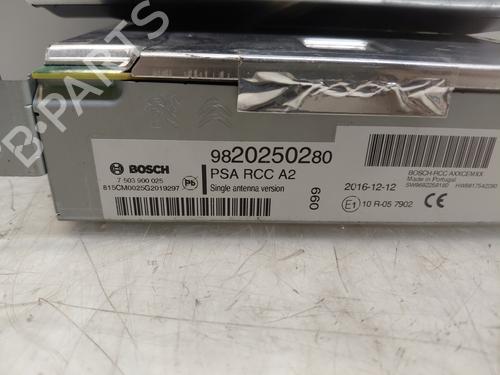 BOSCH
7 503 990 025
815CM0025G2019297
Pb
9820250280
PSA RCC A2
Single antenna version
099
2016-12-12
E1 10 R-05 7902
BOSCH-RCC AXXCEMXX
Made in Portugal
CE
B-PARTS